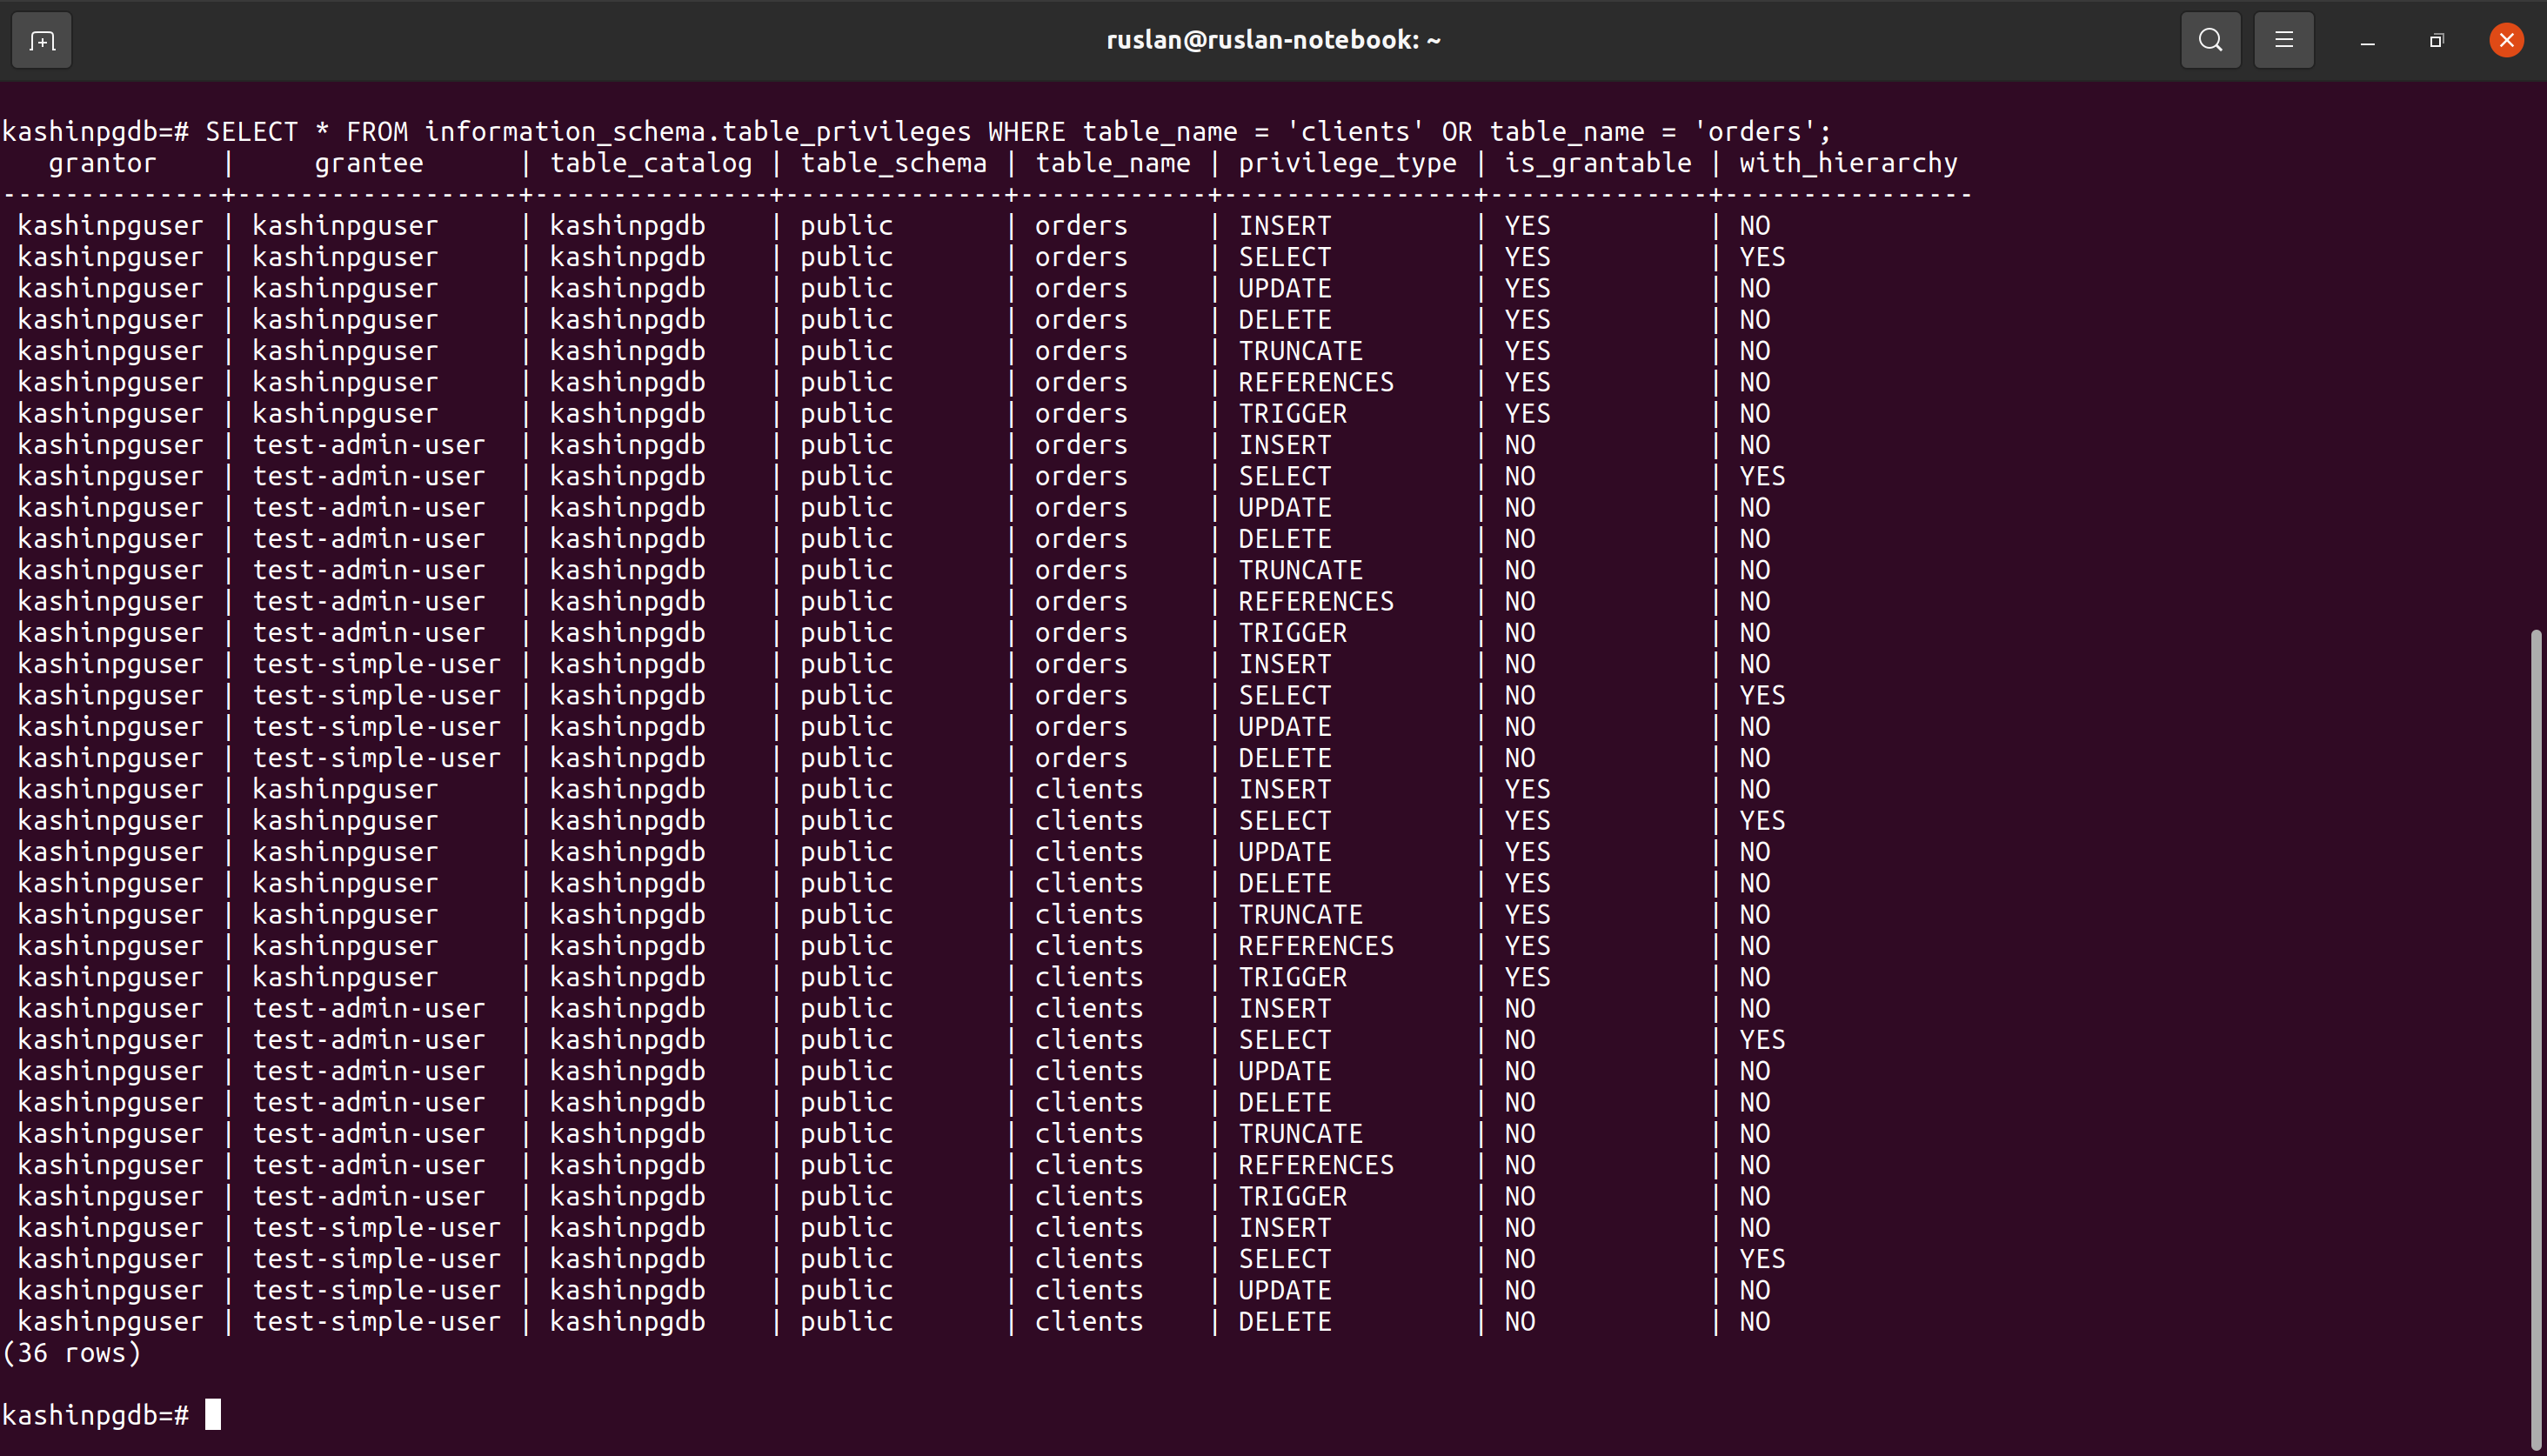 ruslan@ruslan-notebook: ~
kashinpgdb=# SELECT * FROM information_schema.table_privileges WHERE table_name = 'clients' OR table_name = 'orders';
   grantor    |     grantee      | table_catalog | table_schema | table_name | privilege_type | is_grantable | with_hierarchy
--------------+------------------+---------------+--------------+------------+----------------+--------------+----------------
 kashinpguser | kashinpguser     | kashinpgdb    | public       | orders     | INSERT         | YES          | NO
 kashinpguser | kashinpguser     | kashinpgdb    | public       | orders     | SELECT         | YES          | YES
 kashinpguser | kashinpguser     | kashinpgdb    | public       | orders     | UPDATE         | YES          | NO
 kashinpguser | kashinpguser     | kashinpgdb    | public       | orders     | DELETE         | YES          | NO
 kashinpguser | kashinpguser     | kashinpgdb    | public       | orders     | TRUNCATE       | YES          | NO
 kashinpguser | kashinpguser     | kashinpgdb    | public       | orders     | REFERENCES     | YES          | NO
 kashinpguser | kashinpguser     | kashinpgdb    | public       | orders     | TRIGGER        | YES          | NO
 kashinpguser | test-admin-user  | kashinpgdb    | public       | orders     | INSERT         | NO           | NO
 kashinpguser | test-admin-user  | kashinpgdb    | public       | orders     | SELECT         | NO           | YES
 kashinpguser | test-admin-user  | kashinpgdb    | public       | orders     | UPDATE         | NO           | NO
 kashinpguser | test-admin-user  | kashinpgdb    | public       | orders     | DELETE         | NO           | NO
 kashinpguser | test-admin-user  | kashinpgdb    | public       | orders     | TRUNCATE       | NO           | NO
 kashinpguser | test-admin-user  | kashinpgdb    | public       | orders     | REFERENCES     | NO           | NO
 kashinpguser | test-admin-user  | kashinpgdb    | public       | orders     | TRIGGER        | NO           | NO
 kashinpguser | test-simple-user | kashinpgdb    | public       | orders     | INSERT         | NO           | NO
 kashinpguser | test-simple-user | kashinpgdb    | public       | orders     | SELECT         | NO           | YES
 kashinpguser | test-simple-user | kashinpgdb    | public       | orders     | UPDATE         | NO           | NO
 kashinpguser | test-simple-user | kashinpgdb    | public       | orders     | DELETE         | NO           | NO
 kashinpguser | kashinpguser     | kashinpgdb    | public       | clients    | INSERT         | YES          | NO
 kashinpguser | kashinpguser     | kashinpgdb    | public       | clients    | SELECT         | YES          | YES
 kashinpguser | kashinpguser     | kashinpgdb    | public       | clients    | UPDATE         | YES          | NO
 kashinpguser | kashinpguser     | kashinpgdb    | public       | clients    | DELETE         | YES          | NO
 kashinpguser | kashinpguser     | kashinpgdb    | public       | clients    | TRUNCATE       | YES          | NO
 kashinpguser | kashinpguser     | kashinpgdb    | public       | clients    | REFERENCES     | YES          | NO
 kashinpguser | kashinpguser     | kashinpgdb    | public       | clients    | TRIGGER        | YES          | NO
 kashinpguser | test-admin-user  | kashinpgdb    | public       | clients    | INSERT         | NO           | NO
 kashinpguser | test-admin-user  | kashinpgdb    | public       | clients    | SELECT         | NO           | YES
 kashinpguser | test-admin-user  | kashinpgdb    | public       | clients    | UPDATE         | NO           | NO
 kashinpguser | test-admin-user  | kashinpgdb    | public       | clients    | DELETE         | NO           | NO
 kashinpguser | test-admin-user  | kashinpgdb    | public       | clients    | TRUNCATE       | NO           | NO
 kashinpguser | test-admin-user  | kashinpgdb    | public       | clients    | REFERENCES     | NO           | NO
 kashinpguser | test-admin-user  | kashinpgdb    | public       | clients    | TRIGGER        | NO           | NO
 kashinpguser | test-simple-user | kashinpgdb    | public       | clients    | INSERT         | NO           | NO
 kashinpguser | test-simple-user | kashinpgdb    | public       | clients    | SELECT         | NO           | YES
 kashinpguser | test-simple-user | kashinpgdb    | public       | clients    | UPDATE         | NO           | NO
 kashinpguser | test-simple-user | kashinpgdb    | public       | clients    | DELETE         | NO           | NO
(36 rows)
kashinpgdb=#